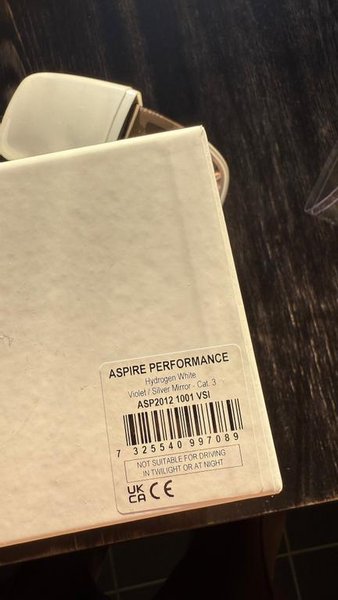 ASPIRE PERFORMANCE
Hydrogen White
Violet / Silver Mirror - Cat. 3
ASP2012 1001 VSI
7 325540 997089
NOT SUITABLE FOR DRIVING
IN TWILIGHT OR AT NIGHT
UK
CA CE